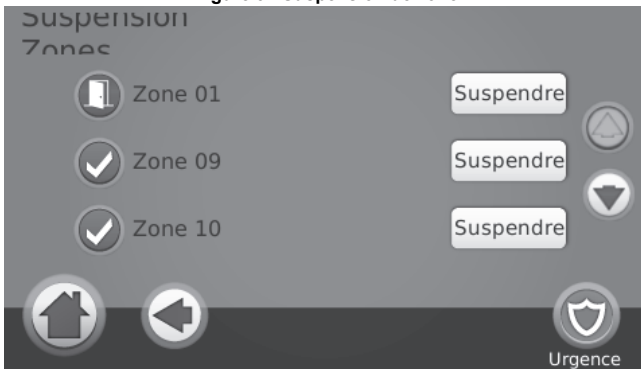 Suspension
Zones
Zone 01 Suspendre
Zone 09 Suspendre
Zone 10 Suspendre
Urgence